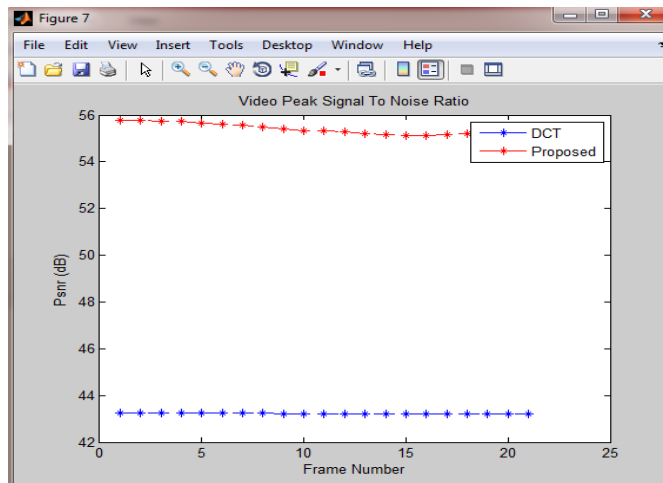 Figure 7
File Edit View Insert Tools Desktop Window Help
Video Peak Signal To Noise Ratio
56
54
52
50
48
46
44
42
Psnr (dB)
DCT
Proposed
0 5 10 15 20 25
Frame Number